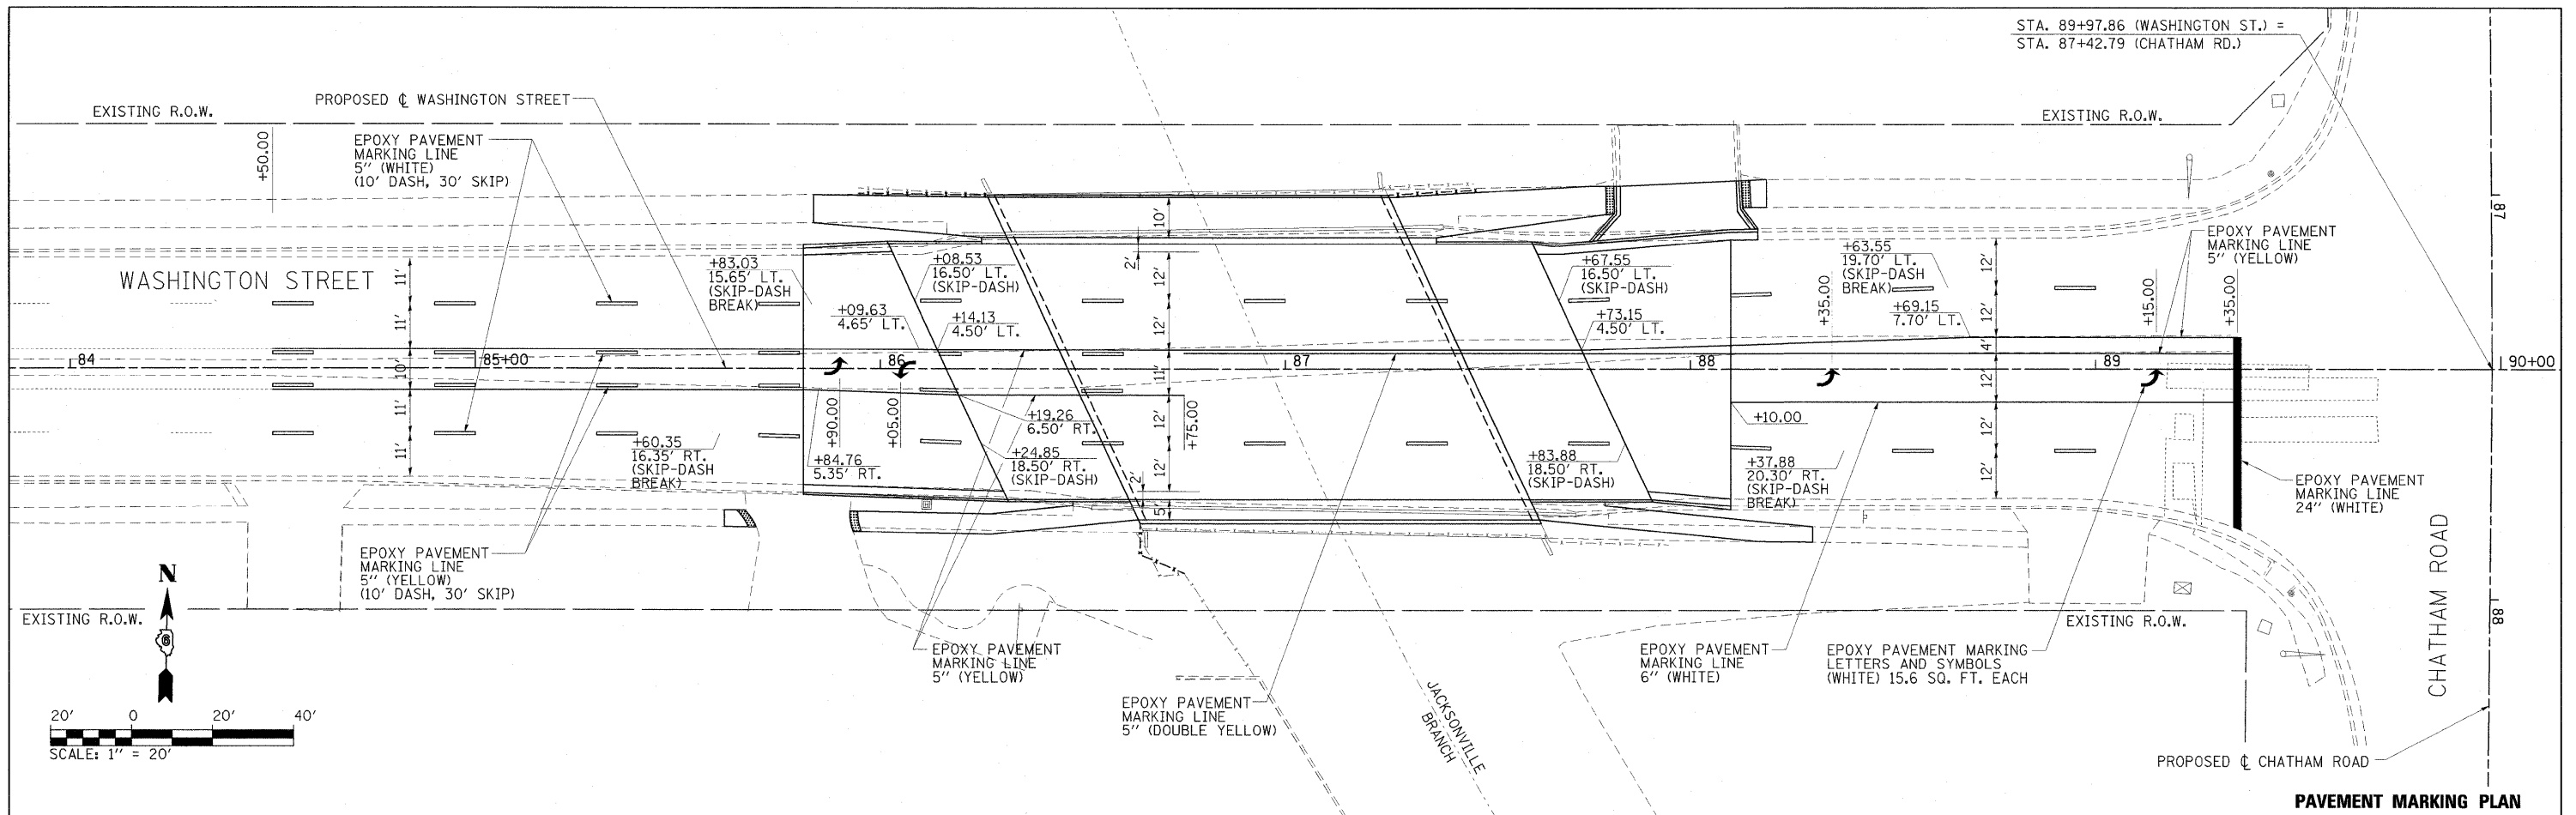 STA. 89+97.86 (WASHINGTON ST.) =
STA. 87+42.79 (CHATHAM RD.)
EXISTING R.O.W.
PROPOSED ℄ WASHINGTON STREET
+50.00
EPOXY PAVEMENT
MARKING LINE
5" (WHITE)
(10' DASH, 30' SKIP)
EXISTING R.O.W.
87
EPOXY PAVEMENT
MARKING LINE
5" (YELLOW)
WASHINGTON STREET
11'
11'
10'
11'
11'
+83.03
15.65' LT.
(SKIP-DASH
BREAK)
+08.53
16.50' LT.
(SKIP-DASH)
+09.63
4.65' LT.
+14.13
4.50' LT.
10'
2'
12'
12'
11'
12'
12'
2'
5'
+67.55
16.50' LT.
(SKIP-DASH)
+73.15
4.50' LT.
+63.55
19.70' LT.
(SKIP-DASH
BREAK)
+69.15
7.70' LT.
+35.00
12'
12'
4'
12'
12'
12'
+15.00
+35.00
84
85+00
86
87
88
89
90+00
+60.35
16.35' RT.
(SKIP-DASH
BREAK)
+84.76
5.35' RT.
+90.00
+05.00
+19.26
6.50' RT.
+24.85
18.50' RT.
(SKIP-DASH)
+75.00
+83.88
18.50' RT.
(SKIP-DASH)
+10.00
+37.88
20.30' RT.
(SKIP-DASH
BREAK)
EPOXY PAVEMENT
MARKING LINE
24" (WHITE)
EPOXY PAVEMENT
MARKING LINE
5" (YELLOW)
(10' DASH, 30' SKIP)
N
6
EXISTING R.O.W.
EPOXY PAVEMENT
MARKING LINE
5" (YELLOW)
EPOXY PAVEMENT
MARKING LINE
5" (DOUBLE YELLOW)
JACKSONVILLE
BRANCH
EPOXY PAVEMENT
MARKING LINE
6" (WHITE)
EPOXY PAVEMENT MARKING
LETTERS AND SYMBOLS
(WHITE) 15.6 SQ. FT. EACH
EXISTING R.O.W.
88
CHATHAM ROAD
20' 0 20' 40'
SCALE: 1" = 20'
PROPOSED ℄ CHATHAM ROAD
PAVEMENT MARKING PLAN